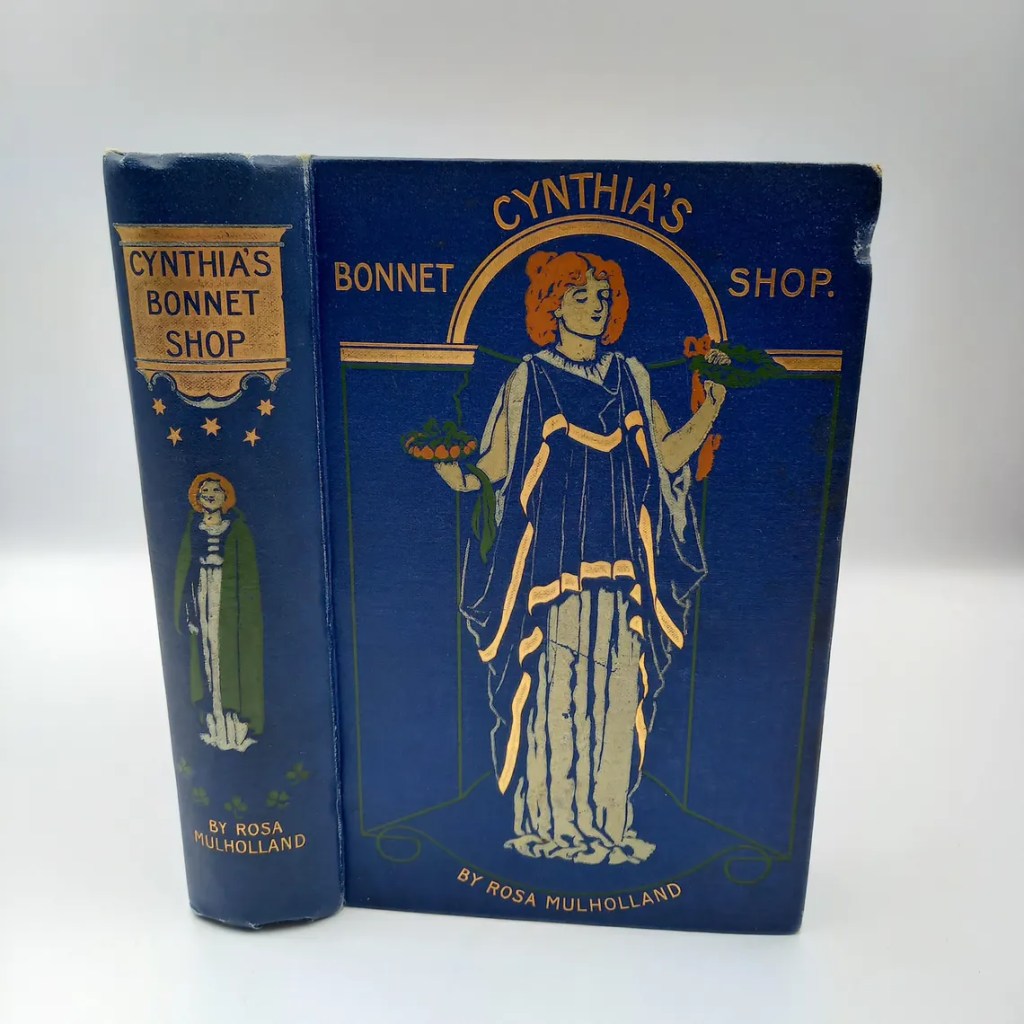 CYNTHIA'S
BONNET
SHOP
BY ROSA
MULHOLLAND
CYNTHIA'S
BONNET SHOP.
BY ROSA MULHOLLAND